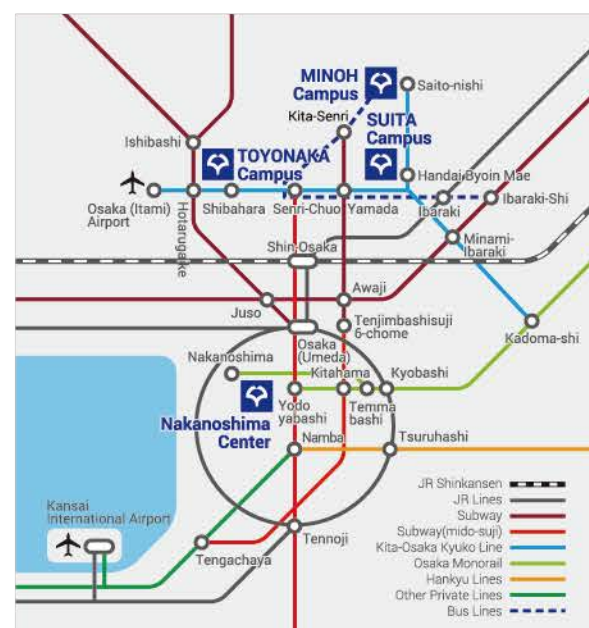 MINOH
Campus
Saito-nishi
Kita-Senri
SUITA
Campus
Ishibashi
TOYONAKA
Campus
Handai-Byoin Mae
Osaka (Itami)
Airport
Hotarugaike
Shibahara
Senri-Chuo
Yamada
Ibaraki
Ibaraki-Shi
Shin-Osaka
Minami-
Ibaraki
Awaji
Juso
Tenjimbashisuji
6-chome
Kadoma-shi
Osaka
(Umeda)
Nakanoshima
Kitahama
Kyobashi
Nakanoshima
Center
Yodo
yabashi
Temma
bashi
Namba
Tsuruhashi
Kansai
International Airport
Tengachaya
Tennoji
JR Shinkansen
JR Lines
Subway
Subway(mido-suji)
Kita-Osaka Kyuko Line
Osaka Monorail
Hankyu Lines
Other Private Lines
Bus Lines